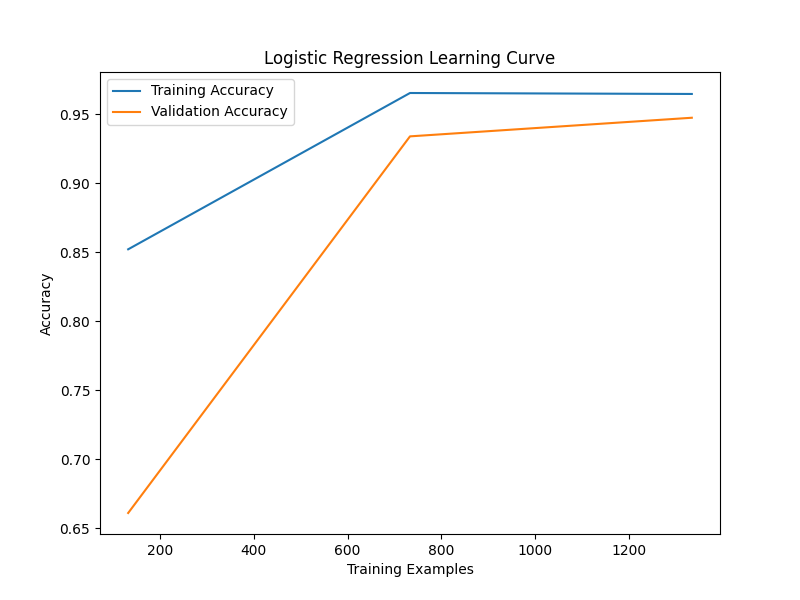 Logistic Regression Learning Curve
Training Accuracy
Validation Accuracy
0.95
0.90
0.85
0.80
0.75
0.70
0.65
Accuracy
200 400 600 800 1000 1200
Training Examples